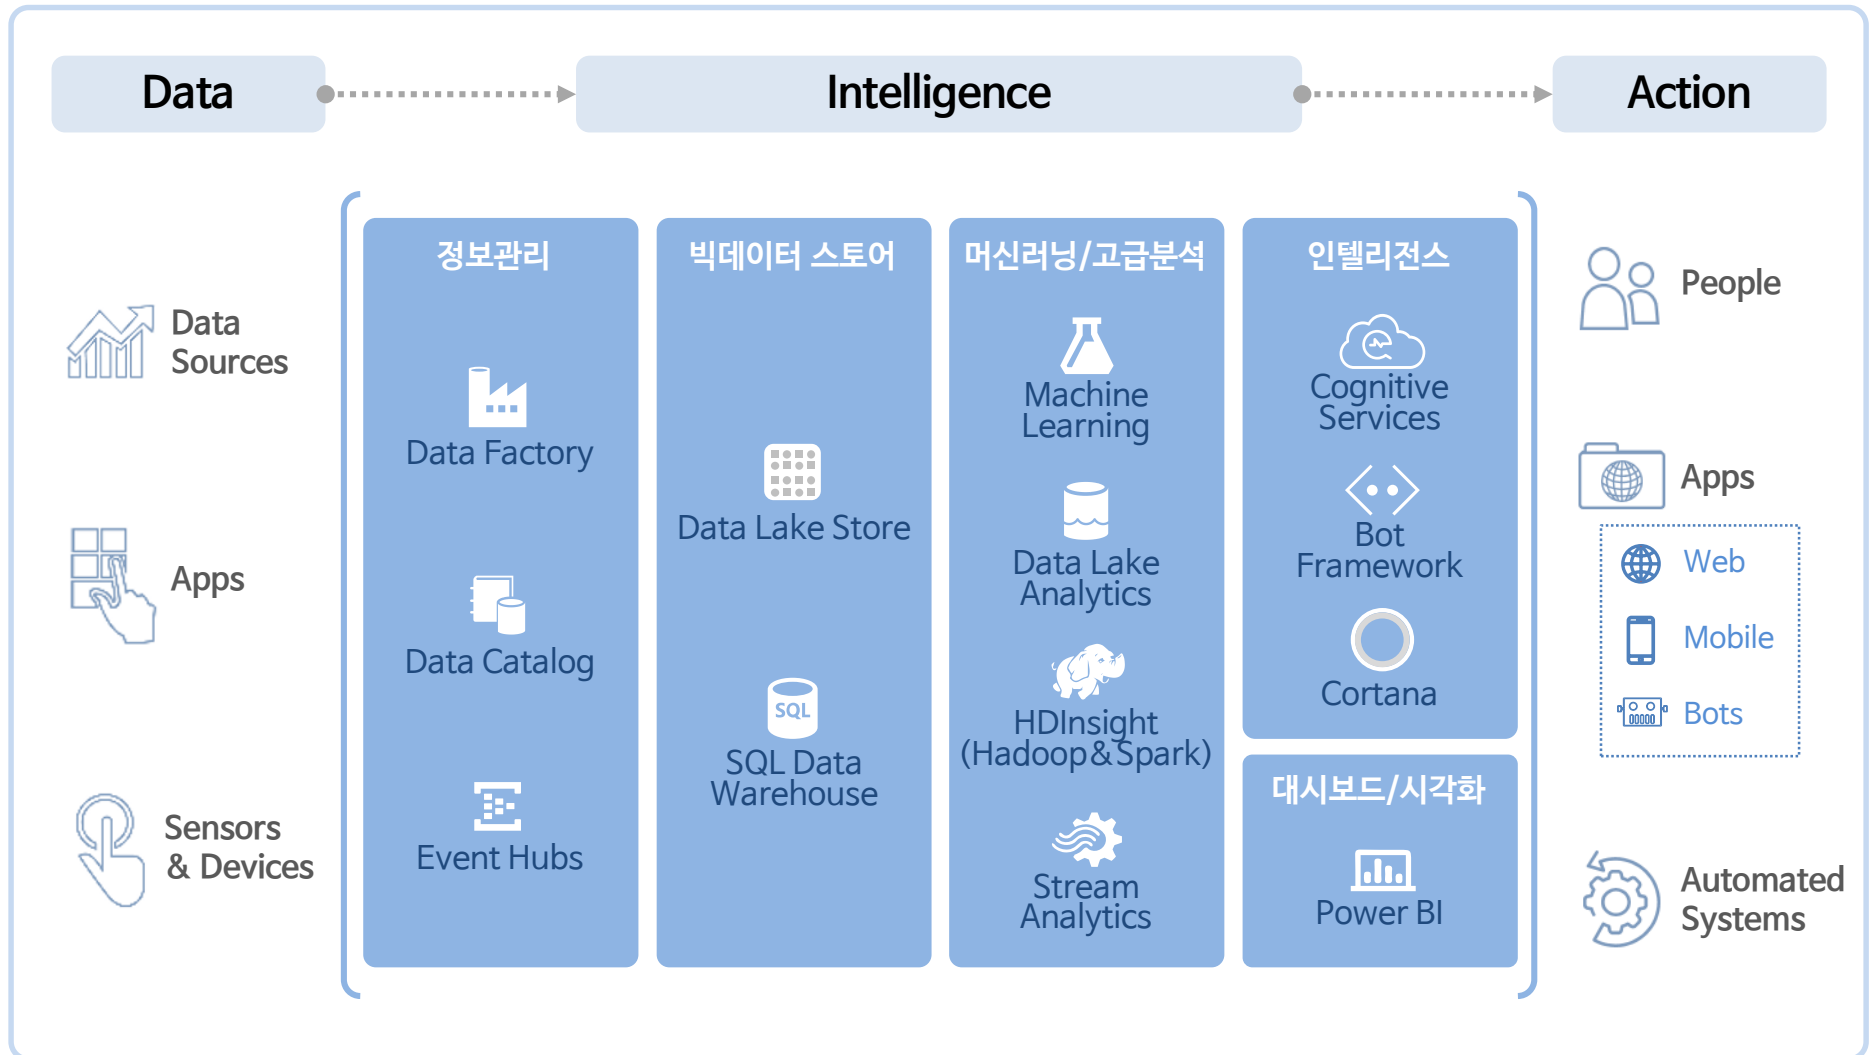 Data
Intelligence
Action
Data
Sources
Apps
Sensors
& Devices
정보관리
Data Factory
Data Catalog
Event Hubs
빅데이터 스토어
Data Lake Store
SQL
SQL Data
Warehouse
머신러닝/고급분석
Machine
Learning
Data Lake
Analytics
HDInsight
(Hadoop&Spark)
Stream
Analytics
인텔리전스
Cognitive
Services
Bot
Framework
Cortana
대시보드/시각화
Power BI
People
Apps
Web
Mobile
Bots
Automated
Systems